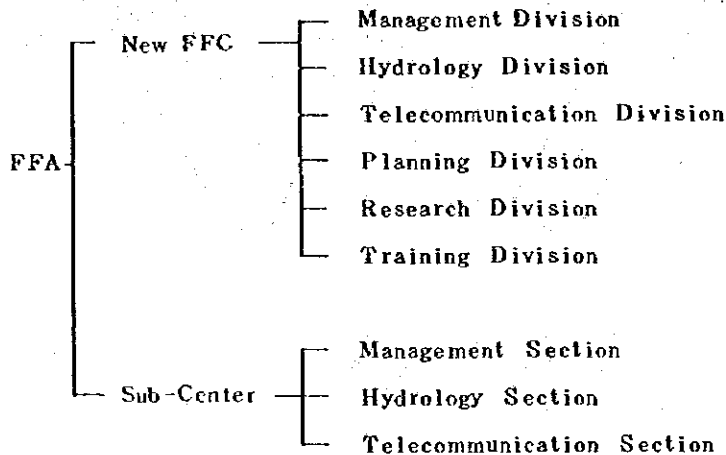 Management Division
New FFC
Hydrology Division
Telecommunication Division
FFA
Planning Division
Research Division
Training Division
Management Section
Sub-Center
Hydrology Section
Telecommunication Section